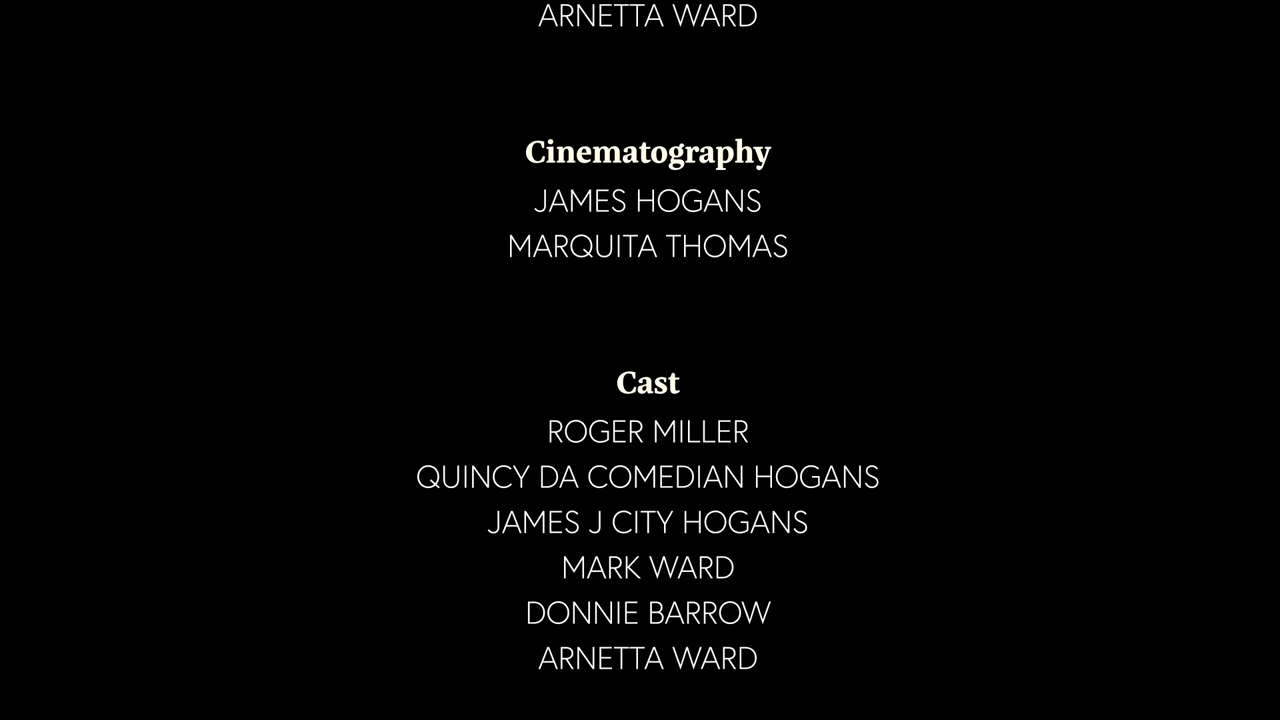 ARNETTA WARD
Cinematography
JAMES HOGANS
MARQUITA THOMAS
Cast
ROGER MILLER
QUINCY DA COMEDIAN HOGANS
JAMES J CITY HOGANS
MARK WARD
DONNIE BARROW
ARNETTA WARD